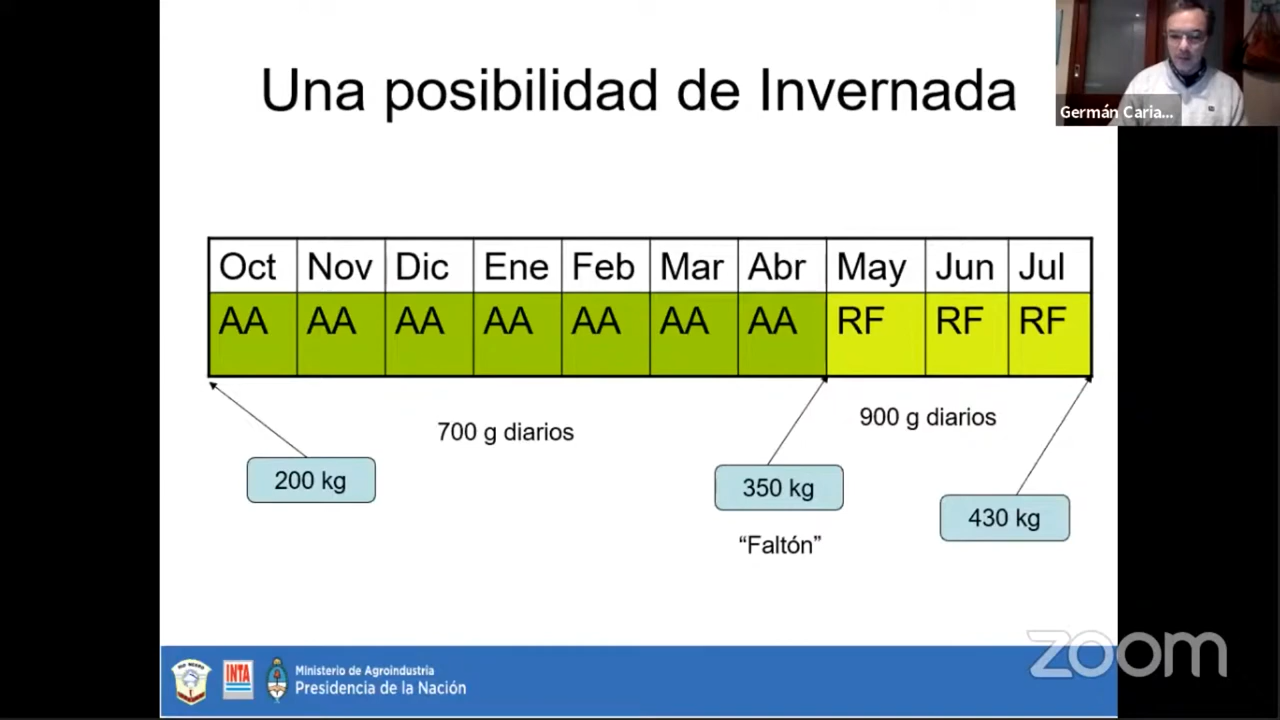 Una posibilidad de Invernada
Germán Caria...
Oct Nov Dic Ene Feb Mar Abr May Jun Jul
AA AA AA AA AA AA AA RF RF RF
700 g diarios
900 g diarios
200 kg
350 kg
430 kg
“Faltón”
zoom
INTA
Ministerio de Agroindustria
Presidencia de la Nación